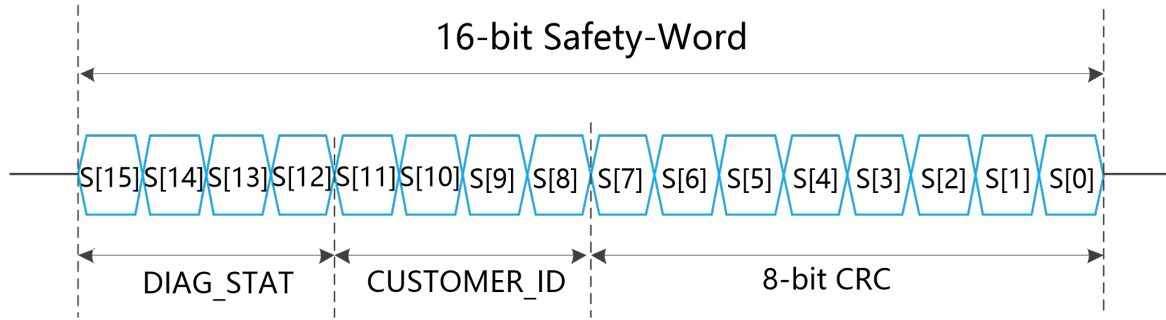 16-bit Safety-Word
S[15] S[14] S[13] S[12] S[11] S[10] S[9] S[8] S[7] S[6] S[5] S[4] S[3] S[2] S[1] S[0]
DIAG_STAT CUSTOMER_ID 8-bit CRC